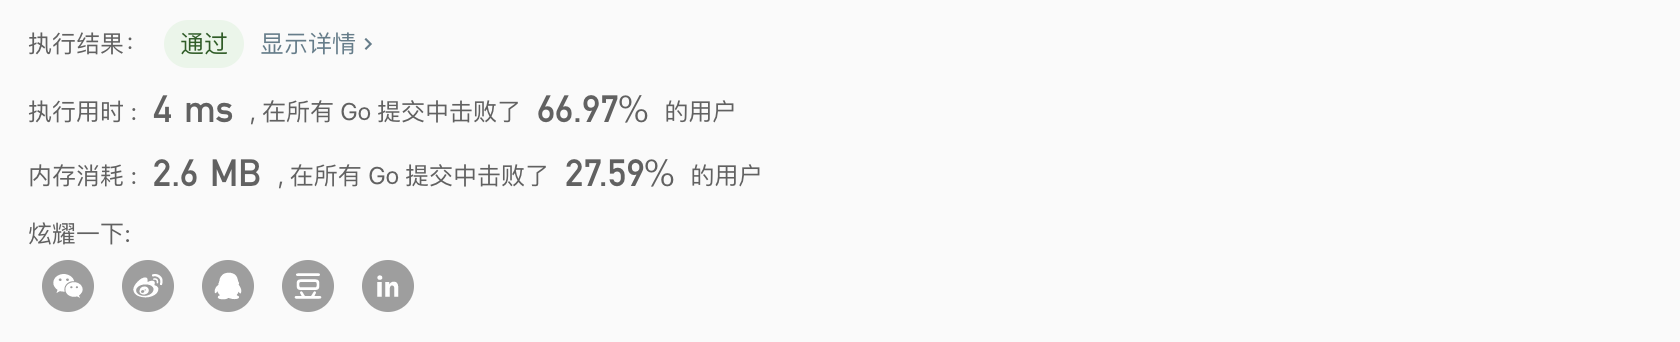 执行结果： 通过 显示详情 >
执行用时 : 4 ms , 在所有 Go 提交中击败了 66.97% 的用户
内存消耗 : 2.6 MB , 在所有 Go 提交中击败了 27.59% 的用户
炫耀一下:
豆 in